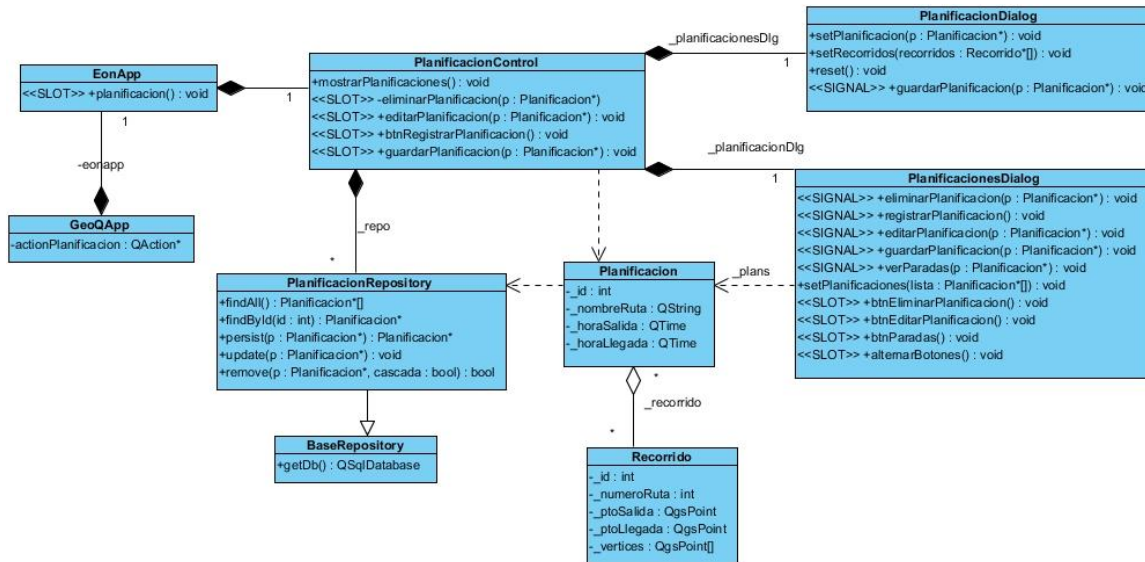 PlanificacionDialog
+setPlanificacion(p : Planificacion*) : void
+setRecorridos(recorridos : Recorrido*[]) : void
+reset() : void
<<SIGNAL>> +guardarPlanificacion(p : Planificacion*) : void
_planificacionesDlg
1
PlanificacionControl
+mostrarPlanificaciones() : void
<<SLOT>> -eliminarPlanificacion(p : Planificacion*)
<<SLOT>> +editarPlanificacion(p : Planificacion*) : void
<<SLOT>> +btnRegistrarPlanificacion() : void
<<SLOT>> +guardarPlanificacion(p : Planificacion*) : void
EonApp
<<SLOT>> +planificacion() : void
1
1
-eonapp
GeoQApp
-actionPlanificacion : QAction*
_planificacionDlg
1
PlanificacionesDialog
<<SIGNAL>> +eliminarPlanificacion(p : Planificacion*) : void
<<SIGNAL>> +registrarPlanificacion() : void
<<SIGNAL>> +editarPlanificacion(p : Planificacion*) : void
<<SIGNAL>> +guardarPlanificacion(p : Planificacion*) : void
<<SIGNAL>> +verParadas(p : Planificacion*) : void
+setPlanificaciones(lista : Planificacion*[]) : void
<<SLOT>> +btnEliminarPlanificacion() : void
<<SLOT>> +btnEditarPlanificacion() : void
<<SLOT>> +btnParadas() : void
<<SLOT>> +alternarBotones() : void
_repo
*
PlanificacionRepository
+findAll() : Planificacion*[]
+findById(id : int) : Planificacion*
+persist(p : Planificacion*) : Planificacion*
+update(p : Planificacion*) : void
+remove(p : Planificacion*, cascada : bool) : bool
Planificacion
-_id : int
-_nombreRuta : QString
-_horaSalida : QTime
-_horaLlegada : QTime
_plans
*
_recorrido
*
BaseRepository
+getDb() : QSqlDatabase
Recorrido
-_id : int
-_numeroRuta : int
-_ptoSalida : QgsPoint
-_ptoLlegada : QgsPoint
-_vertices : QgsPoint[]